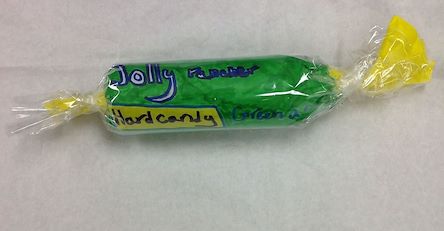 Jolly rancher
Hard candy Green a